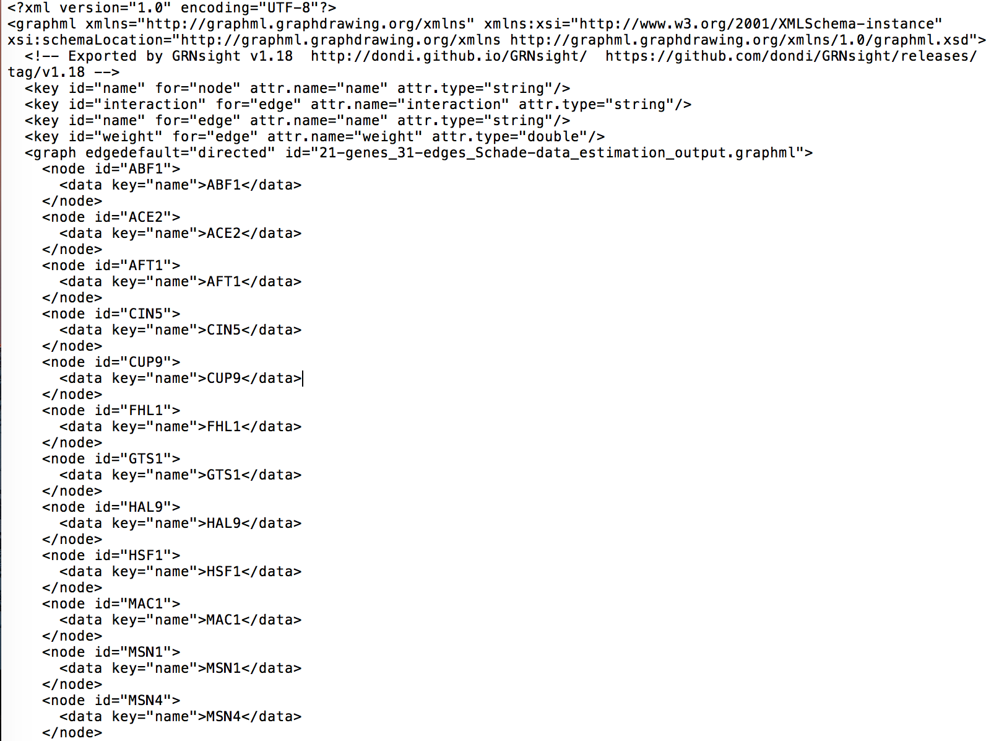 <?xml version="1.0" encoding="UTF-8"?>
<graphml xmlns="http://graphml.graphdrawing.org/xmlns" xmlns:xsi="http://www.w3.org/2001/XMLSchema-instance"
xsi:schemaLocation="http://graphml.graphdrawing.org/xmlns http://graphml.graphdrawing.org/xmlns/1.0/graphml.xsd">
  <!-- Exported by GRNsight v1.18  http://dondi.github.io/GRNsight/  https://github.com/dondi/GRNsight/releases/
tag/v1.18 -->
  <key id="name" for="node" attr.name="name" attr.type="string"/>
  <key id="interaction" for="edge" attr.name="interaction" attr.type="string"/>
  <key id="name" for="edge" attr.name="name" attr.type="string"/>
  <key id="weight" for="edge" attr.name="weight" attr.type="double"/>
  <graph edgedefault="directed" id="21-genes_31-edges_Schade-data_estimation_output.graphml">
    <node id="ABF1">
      <data key="name">ABF1</data>
    </node>
    <node id="ACE2">
      <data key="name">ACE2</data>
    </node>
    <node id="AFT1">
      <data key="name">AFT1</data>
    </node>
    <node id="CIN5">
      <data key="name">CIN5</data>
    </node>
    <node id="CUP9">
      <data key="name">CUP9</data>
    </node>
    <node id="FHL1">
      <data key="name">FHL1</data>
    </node>
    <node id="GTS1">
      <data key="name">GTS1</data>
    </node>
    <node id="HAL9">
      <data key="name">HAL9</data>
    </node>
    <node id="HSF1">
      <data key="name">HSF1</data>
    </node>
    <node id="MAC1">
      <data key="name">MAC1</data>
    </node>
    <node id="MSN1">
      <data key="name">MSN1</data>
    </node>
    <node id="MSN4">
      <data key="name">MSN4</data>
    </node>